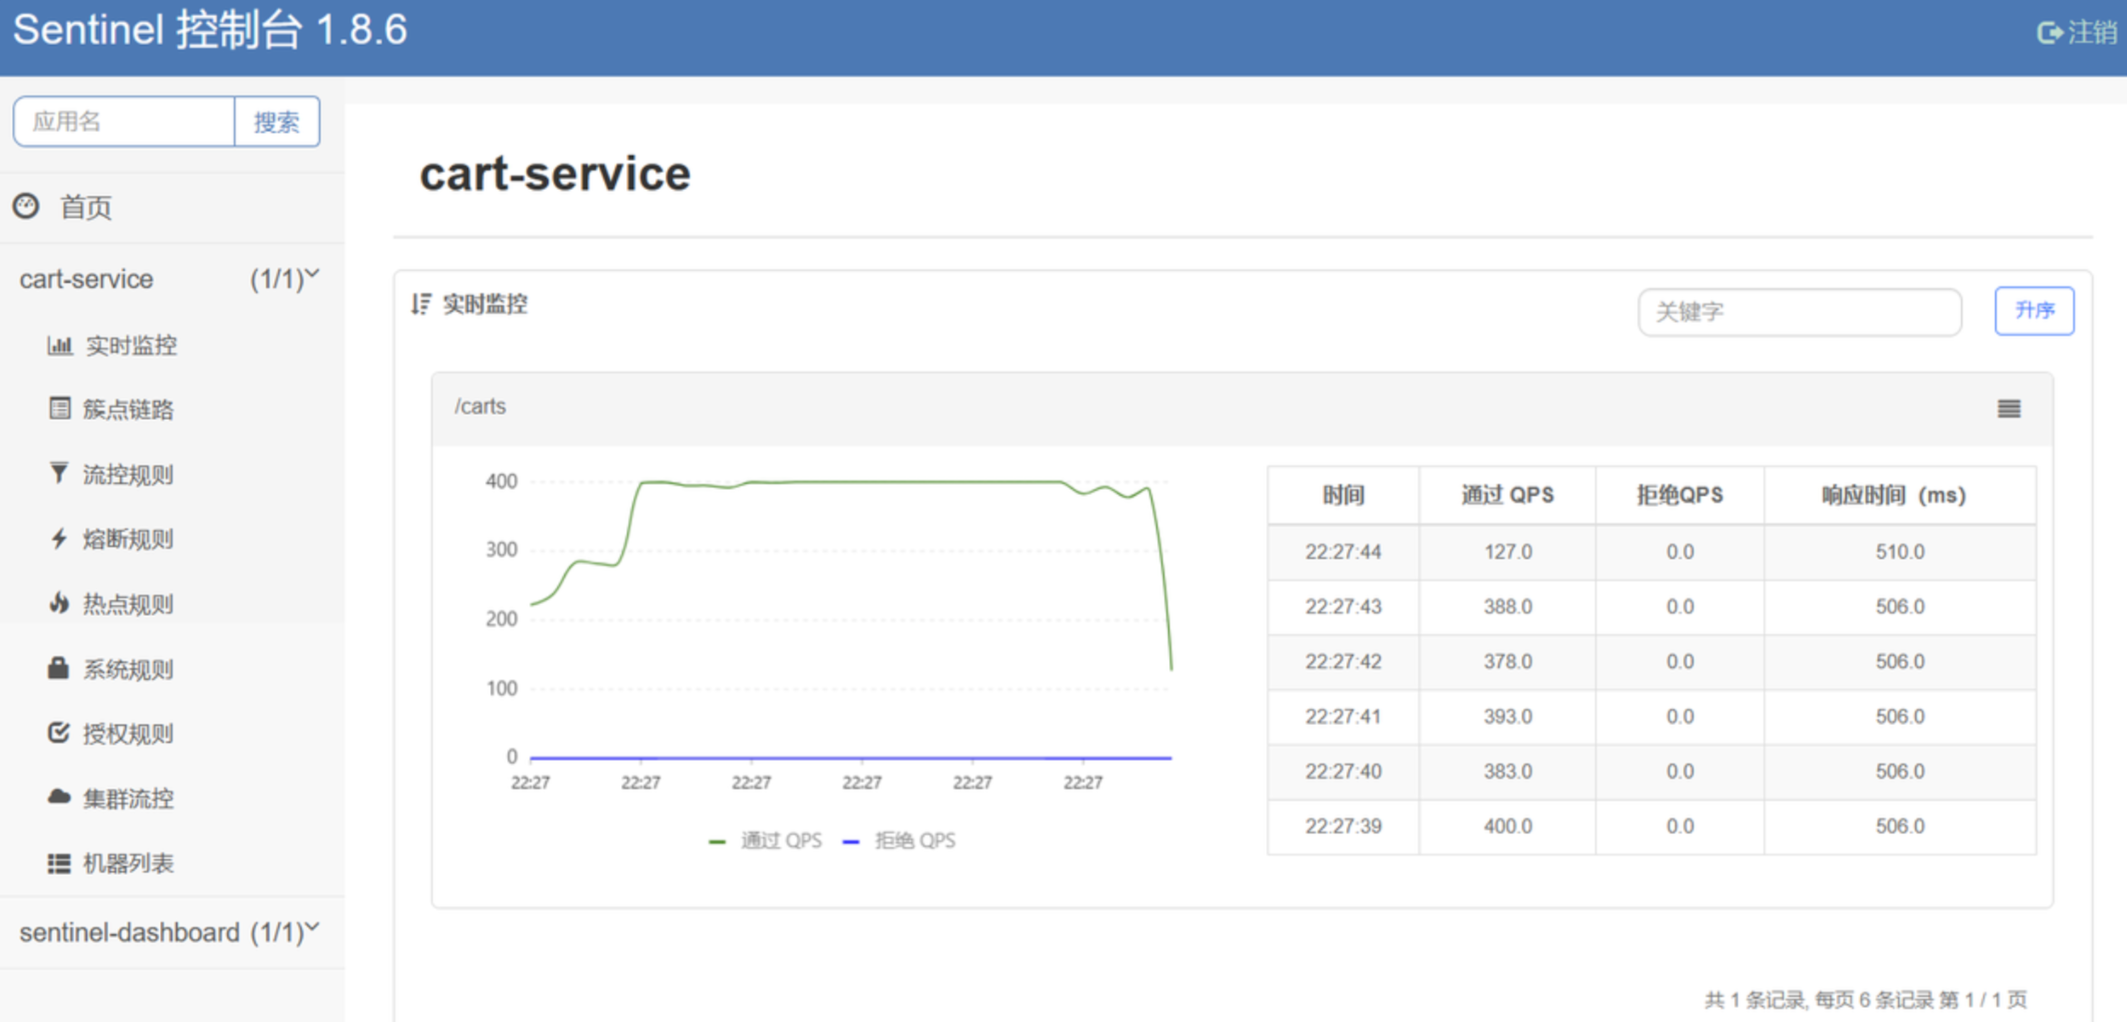 Sentinel 控制台 1.8.6
注销
应用名 搜索
首页
cart-service (1/1)
实时监控
簇点链路
流控规则
熔断规则
热点规则
系统规则
授权规则
集群流控
机器列表
sentinel-dashboard (1/1)
cart-service
实时监控
关键字 升序
/carts
400
300
200
100
0
22:27 22:27 22:27 22:27 22:27 22:27
通过 QPS 拒绝 QPS
时间 通过 QPS 拒绝QPS 响应时间 (ms)
22:27:44 127.0 0.0 510.0
22:27:43 388.0 0.0 506.0
22:27:42 378.0 0.0 506.0
22:27:41 393.0 0.0 506.0
22:27:40 383.0 0.0 506.0
22:27:39 400.0 0.0 506.0
共 1 条记录, 每页 6 条记录 第 1 / 1 页